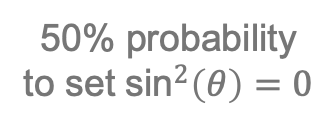 50% probability
to set sin²(θ) = 0